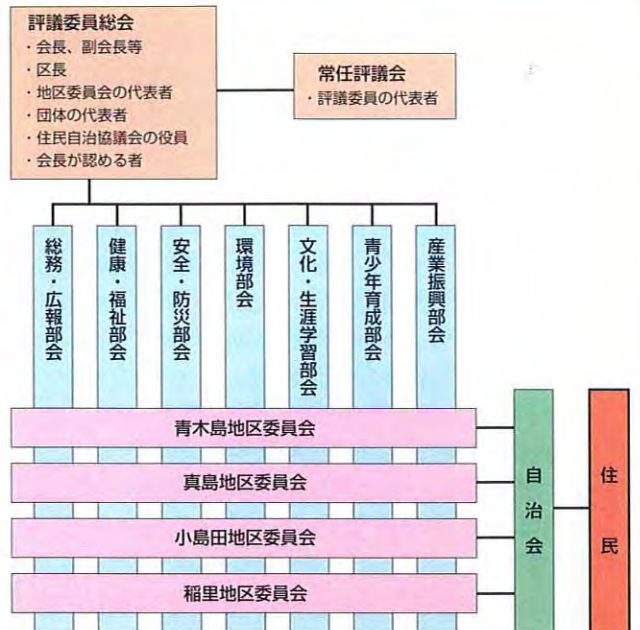 評議委員総会
・会長、副会長等
・区長
・地区委員会の代表者
・団体の代表者
・住民自治協議会の役員
・会長が認める者
常任評議会
・評議委員の代表者
総務・広報部会
健康・福祉部会
安全・防災部会
環境部会
文化・生涯学習部会
青少年育成部会
産業振興部会
青木島地区委員会
真島地区委員会
小島田地区委員会
稲里地区委員会
自治会
住民